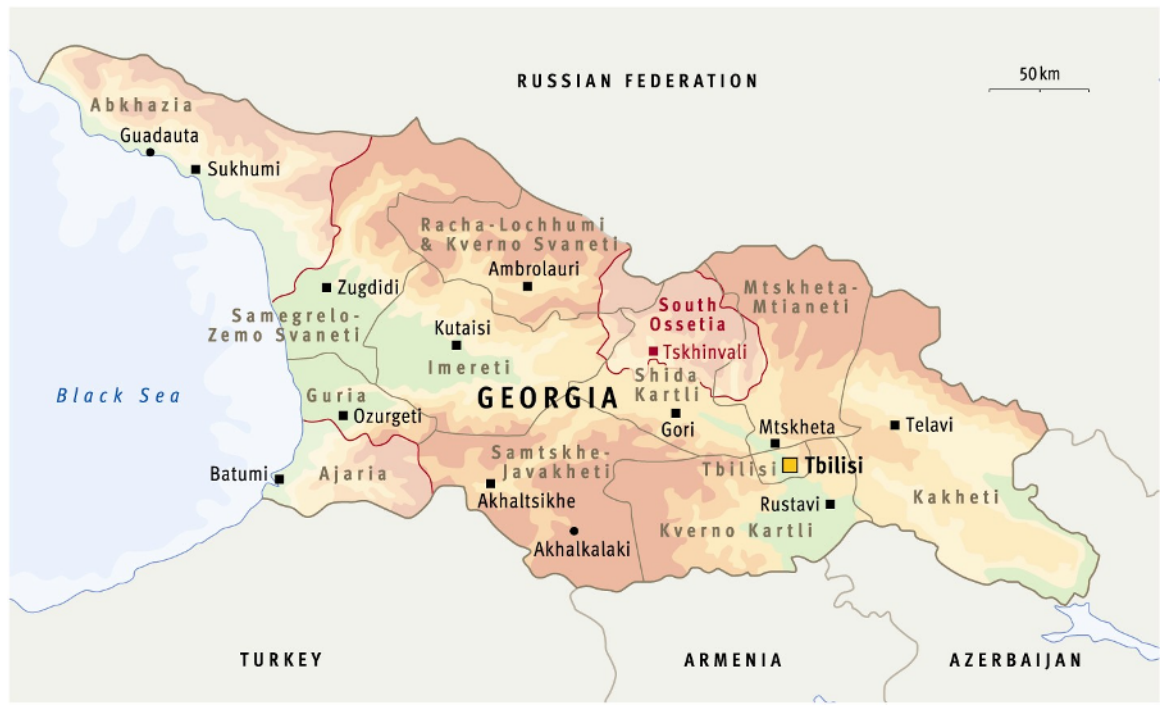 RUSSIAN FEDERATION
50 km
Abkhazia
Guadauta
Sukhumi
Racha-Lochhumi
& Kverno Svaneti
Ambrolauri
Mtskheta-
Mtianeti
Zugdidi
South
Ossetia
Samegrelo-
Zemo Svaneti
Kutaisi
Tskhinvali
Imereti
Shida
Kartli
Black Sea
Guria
GEORGIA
Ozurgeti
Gori
Mtskheta
Telavi
Samtskhe-
Javakheti
Tbilisi
Tbilisi
Batumi
Ajaria
Akhaltsikhe
Rustavi
Kakheti
Kverno Kartli
Akhalkalaki
TURKEY
ARMENIA
AZERBAIJAN